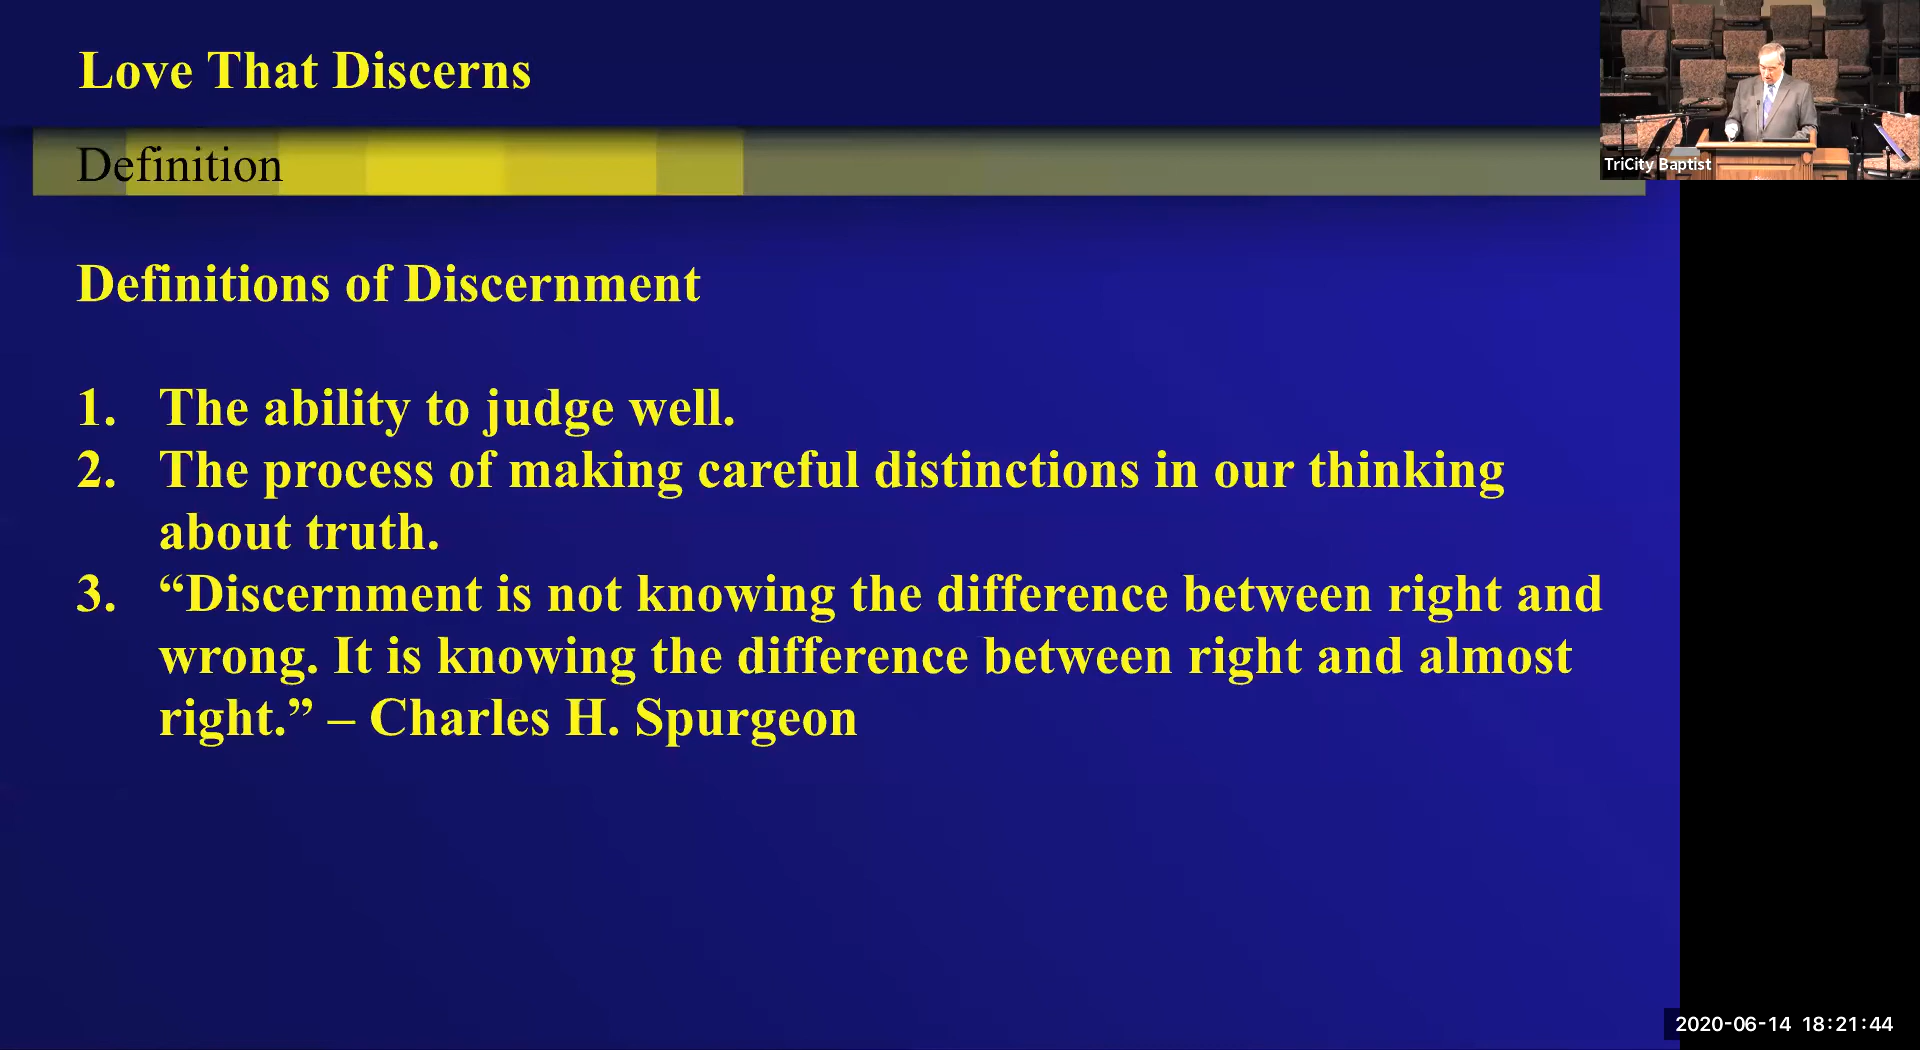 Love That Discerns
TriCity Baptist
Definition
Definitions of Discernment
1. The ability to judge well.
2. The process of making careful distinctions in our thinking
about truth.
3. “Discernment is not knowing the difference between right and
wrong. It is knowing the difference between right and almost
right.” – Charles H. Spurgeon
2020-06-14 18:21:44